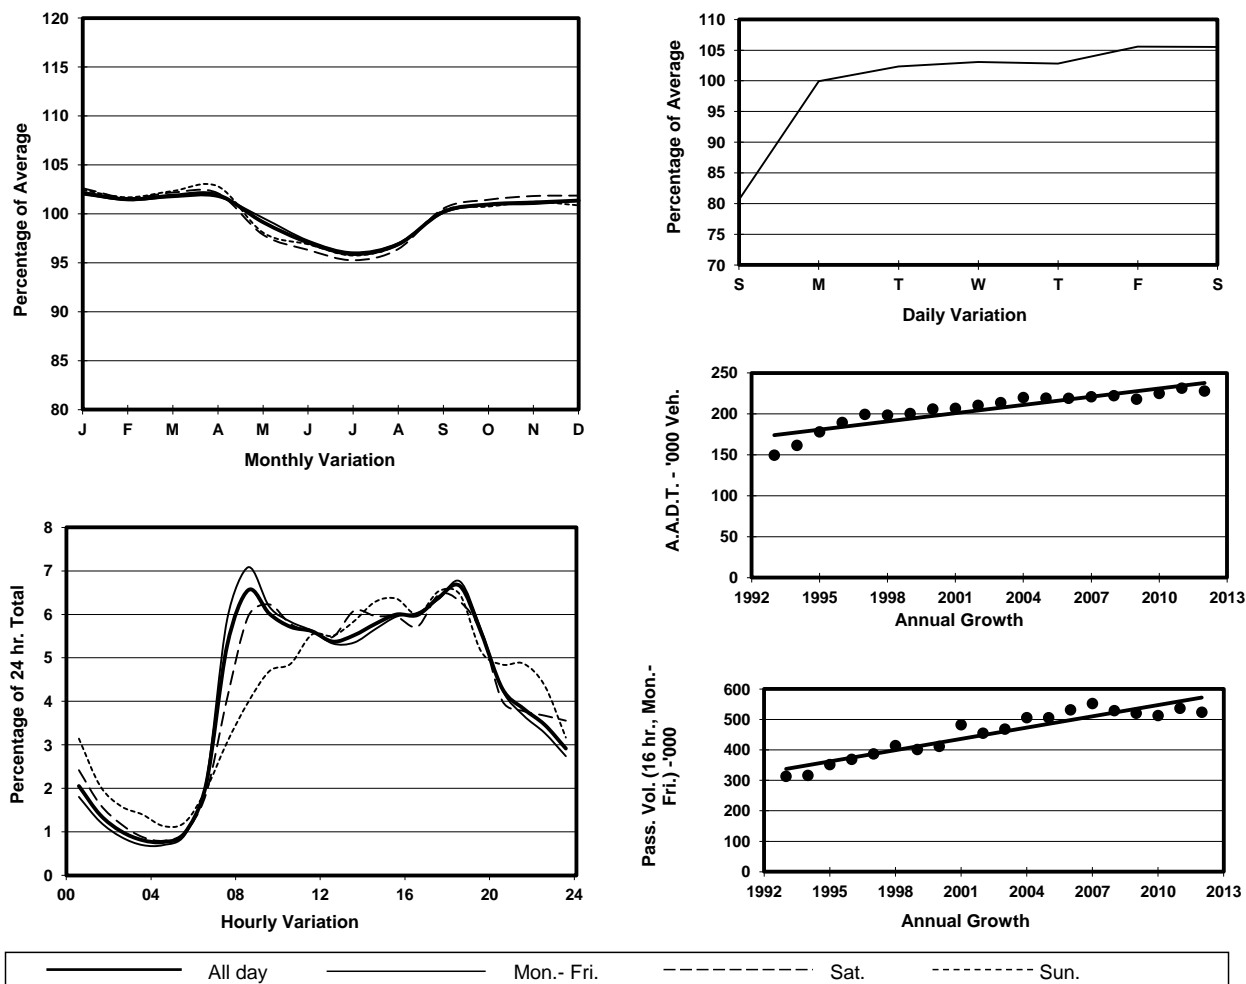 Percentage of Average
120
115
110
105
100
95
90
85
80
J F M A M J J A S O N D
Monthly Variation
Percentage of Average
110
105
100
95
90
85
80
75
70
S M T W T F S
Daily Variation
A.A.D.T. - '000 Veh.
250
200
150
100
50
0
1992 1995 1998 2001 2004 2007 2010 2013
Annual Growth
Percentage of 24 hr. Total
8
7
6
5
4
3
2
1
0
00 04 08 12 16 20 24
Hourly Variation
Pass. Vol. (16 hr., Mon.-
Fri.) -'000
600
500
400
300
200
100
0
1992 1995 1998 2001 2004 2007 2010 2013
Annual Growth
All day Mon.- Fri. Sat. Sun.